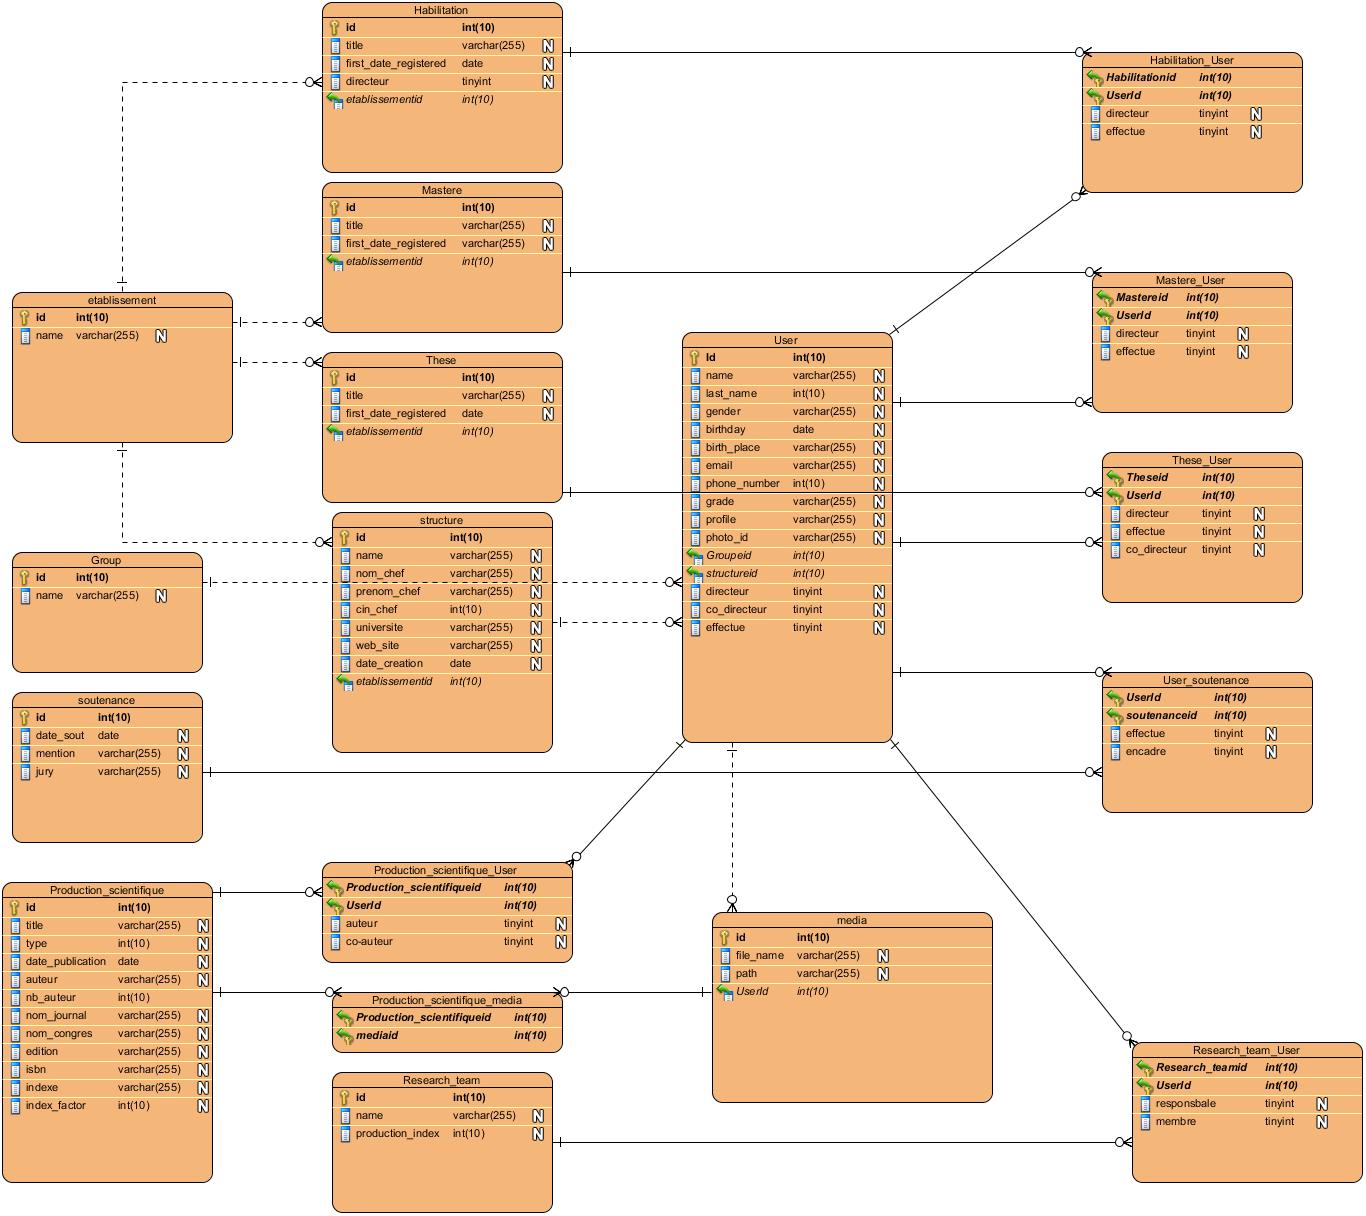 Habilitation
id int(10)
title varchar(255) N
first_date_registered date N
directeur tinyint N
etablissementid int(10)
Habilitation_User
Habilitationid int(10)
UserId int(10)
directeur tinyint N
effectue tinyint N
Mastere
id int(10)
title varchar(255) N
first_date_registered varchar(255) N
etablissementid int(10)
Mastere_User
Mastereid int(10)
UserId int(10)
directeur tinyint N
effectue tinyint N
etablissement
id int(10)
name varchar(255) N
These
id int(10)
title varchar(255) N
first_date_registered date N
etablissementid int(10)
User
Id int(10)
name varchar(255) N
last_name int(10) N
gender varchar(255) N
birthday date N
birth_place varchar(255) N
email varchar(255) N
phone_number int(10) N
grade varchar(255) N
profile varchar(255) N
photo_id varchar(255) N
Groupeid int(10)
structureid int(10)
directeur tinyint N
co_directeur tinyint N
effectue tinyint N
These_User
Theseid int(10)
UserId int(10)
directeur tinyint N
effectue tinyint N
co_directeur tinyint N
structure
id int(10)
name varchar(255) N
nom_chef varchar(255) N
prenom_chef varchar(255) N
cin_chef int(10) N
universite varchar(255) N
web_site varchar(255) N
date_creation date N
etablissementid int(10)
Group
id int(10)
name varchar(255) N
User_soutenance
UserId int(10)
soutenanceid int(10)
effectue tinyint N
encadre tinyint N
soutenance
id int(10)
date_sout date N
mention varchar(255) N
jury varchar(255) N
Production_scientifique_User
Production_scientifiqueid int(10)
UserId int(10)
auteur tinyint N
co-auteur tinyint N
Production_scientifique
id int(10)
title varchar(255) N
type int(10) N
date_publication date N
auteur varchar(255) N
nb_auteur int(10)
nom_journal varchar(255) N
nom_congres varchar(255) N
edition varchar(255) N
isbn varchar(255) N
indexe varchar(255) N
index_factor int(10) N
media
id int(10)
file_name varchar(255) N
path varchar(255) N
UserId int(10)
Production_scientifique_media
Production_scientifiqueid int(10)
mediaid int(10)
Research_team
id int(10)
name varchar(255) N
production_index int(10) N
Research_team_User
Research_teamid int(10)
UserId int(10)
responsbale tinyint N
membre tinyint N